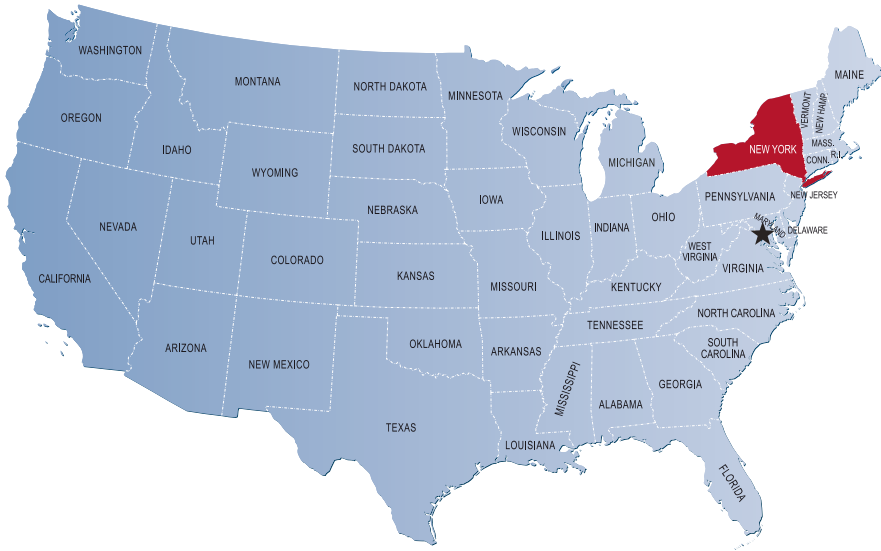 WASHINGTON
MAINE
MONTANA
NORTH DAKOTA
MINNESOTA
VERMONT
NEW HAMP.
OREGON
WISCONSIN
MASS.
IDAHO
SOUTH DAKOTA
NEW YORK
R.I.
CONN.
MICHIGAN
WYOMING
NEBRASKA
IOWA
PENNSYLVANIA
NEW JERSEY
NEVADA
UTAH
ILLINOIS
INDIANA
OHIO
MARYLAND
DELAWARE
COLORADO
WEST
VIRGINIA
CALIFORNIA
KANSAS
MISSOURI
KENTUCKY
VIRGINIA
NORTH CAROLINA
TENNESSEE
ARIZONA
NEW MEXICO
OKLAHOMA
ARKANSAS
SOUTH
CAROLINA
MISSISSIPPI
GEORGIA
ALABAMA
TEXAS
LOUISIANA
FLORIDA